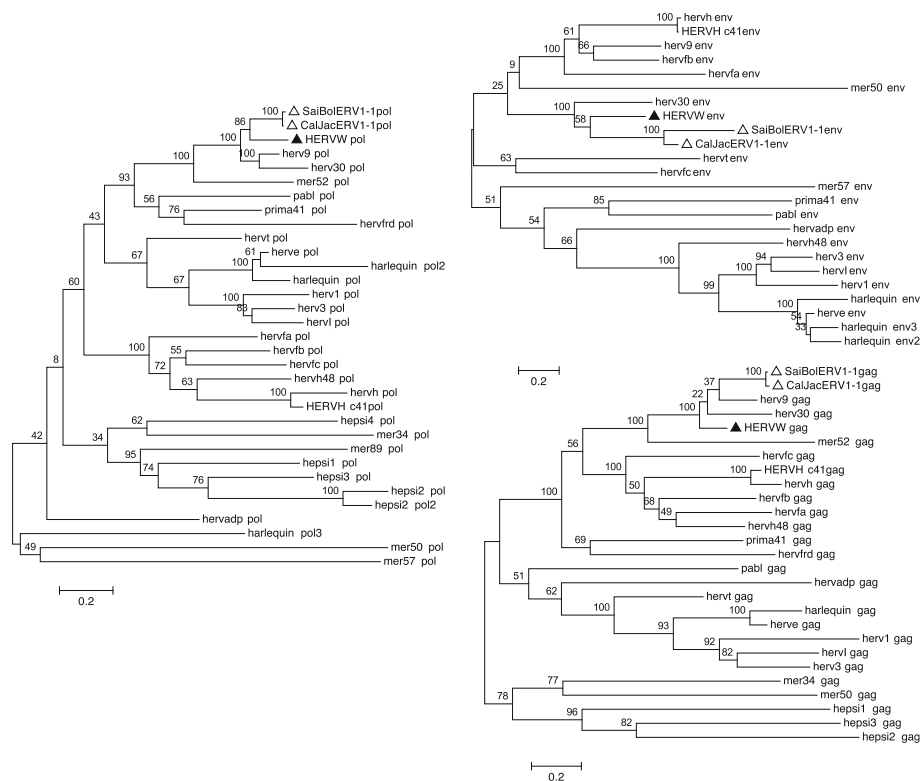 100
SaiBolERV1-1pol
86
CalJacERV1-1pol
100
HERVW pol
100
herv9 pol
100
herv30 pol
93
mer52 pol
56
pabl pol
76
prima41 pol
hervfrd pol
43
hervt pol
67
61
herve pol
100
harlequin pol2
67
harlequin pol
100
herv1 pol
83
herv3 pol
hervI pol
60
100
hervfa pol
55
hervfb pol
72
hervfc pol
63
hervh48 pol
100
hervh pol
HERVH c41pol
8
62
hepsi4 pol
mer34 pol
34
95
mer89 pol
74
hepsi1 pol
76
hepsi3 pol
100
hepsi2 pol
hepsi2 pol2
42
hervadp pol
harlequin pol3
49
mer50 pol
mer57 pol
0.2
100
hervh env
HERVH c41env
61
66
herv9 env
100
hervfb env
9
hervfa env
25
mer50 env
100
herv30 env
58
HERVW env
100
SaiBolERV1-1env
CalJacERV1-1env
63
hervt env
hervfc env
51
mer57 env
85
prima41 env
54
pabl env
66
hervadp env
100
hervh48 env
94
herv3 env
100
hervI env
99
herv1 env
100
harlequin env
54
herve env
33
harlequin env3
harlequin env2
0.2
100
SaiBolERV1-1gag
37
CalJacERV1-1gag
22
herv9 gag
100
herv30 gag
100
HERVW gag
56
mer52 gag
100
hervfc gag
100
HERVH c41gag
50
hervh gag
68
hervfb gag
49
hervfa gag
hervh48 gag
100
69
prima41 gag
hervfrd gag
51
pabl gag
62
hervadp gag
100
hervt gag
100
harlequin gag
93
herve gag
92
herv1 gag
82
hervI gag
herv3 gag
77
mer34 gag
78
mer50 gag
96
hepsi1 gag
82
hepsi3 gag
hepsi2 gag
0.2